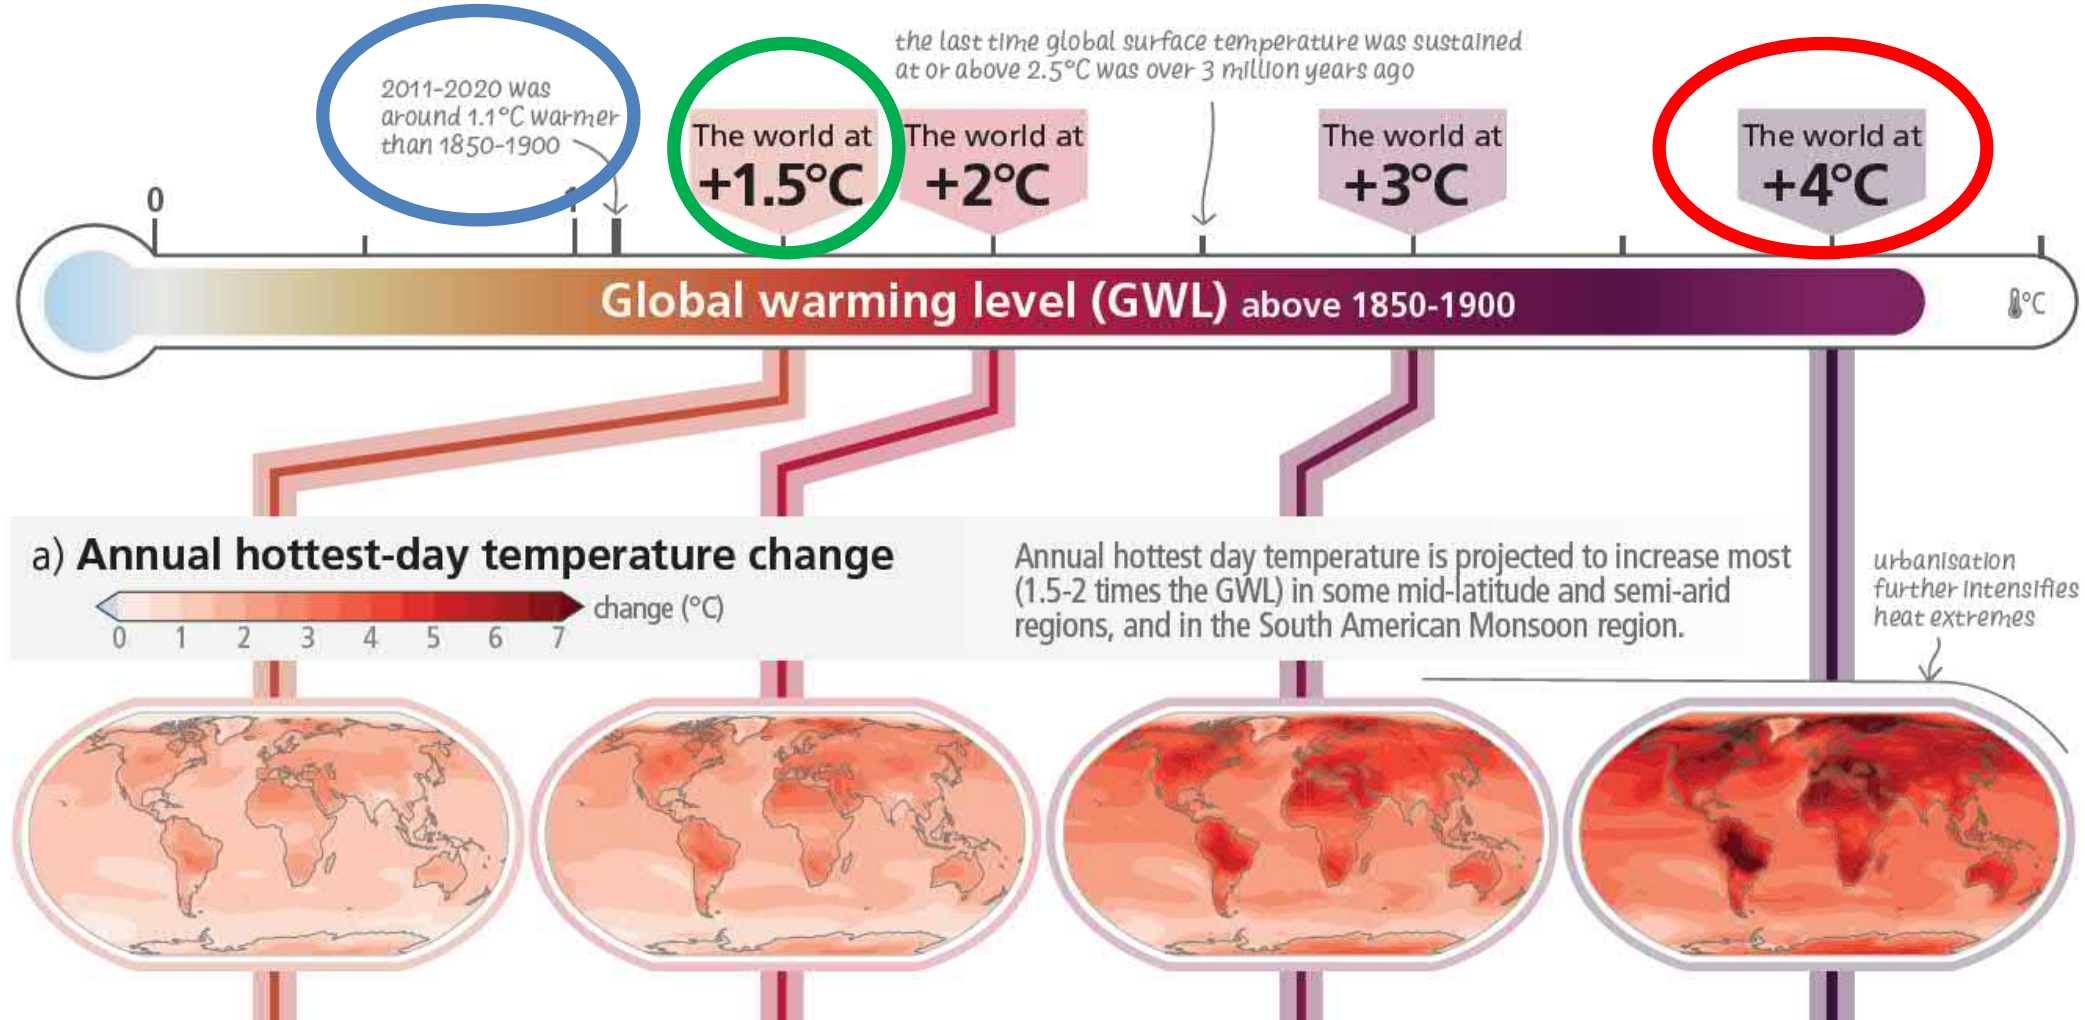 2011-2020 was
around 1.1°C warmer
than 1850-1900
the last time global surface temperature was sustained
at or above 2.5°C was over 3 million years ago
The world at
+1.5°C
The world at
+2°C
The world at
+3°C
The world at
+4°C
0
1
Global warming level (GWL) above 1850-1900
°C
a) Annual hottest-day temperature change
change (°C)
0 1 2 3 4 5 6 7
Annual hottest day temperature is projected to increase most
(1.5-2 times the GWL) in some mid-latitude and semi-arid
regions, and in the South American Monsoon region.
urbanisation
further intensifies
heat extremes